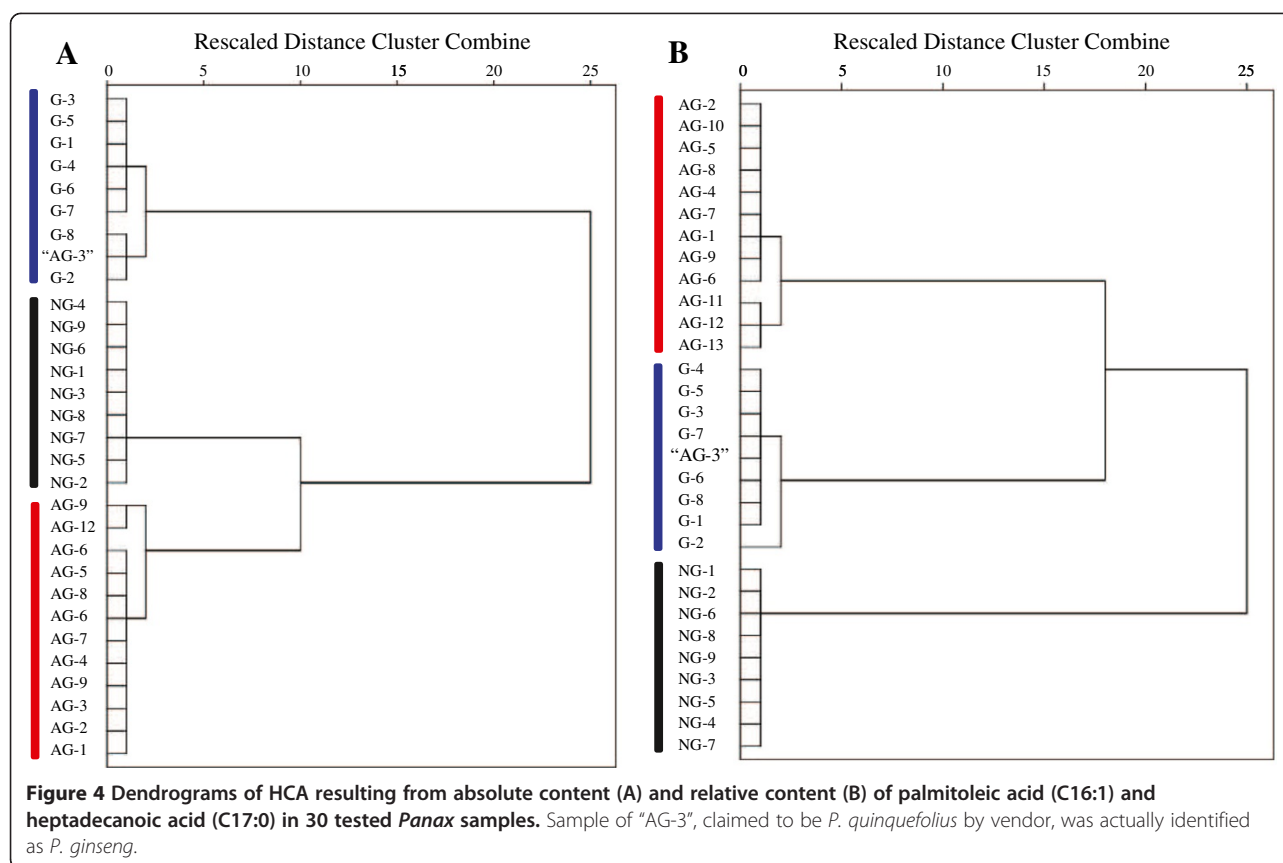 A
Rescaled Distance Cluster Combine
0 5 10 15 20 25
G-3
G-5
G-1
G-4
G-6
G-7
G-8
“AG-3”
G-2
NG-4
NG-9
NG-6
NG-1
NG-3
NG-8
NG-7
NG-5
NG-2
AG-9
AG-12
AG-6
AG-5
AG-8
AG-6
AG-7
AG-4
AG-9
AG-3
AG-2
AG-1
B
Rescaled Distance Cluster Combine
0 5 10 15 20 25
AG-2
AG-10
AG-5
AG-8
AG-4
AG-7
AG-1
AG-9
AG-6
AG-11
AG-12
AG-13
G-4
G-5
G-3
G-7
“AG-3”
G-6
G-8
G-1
G-2
NG-1
NG-2
NG-6
NG-8
NG-9
NG-3
NG-5
NG-4
NG-7
Figure 4 Dendrograms of HCA resulting from absolute content (A) and relative content (B) of palmitoleic acid (C16:1) and
heptadecanoic acid (C17:0) in 30 tested Panax samples. Sample of “AG-3”, claimed to be P. quinquefolius by vendor, was actually identified
as P. ginseng.